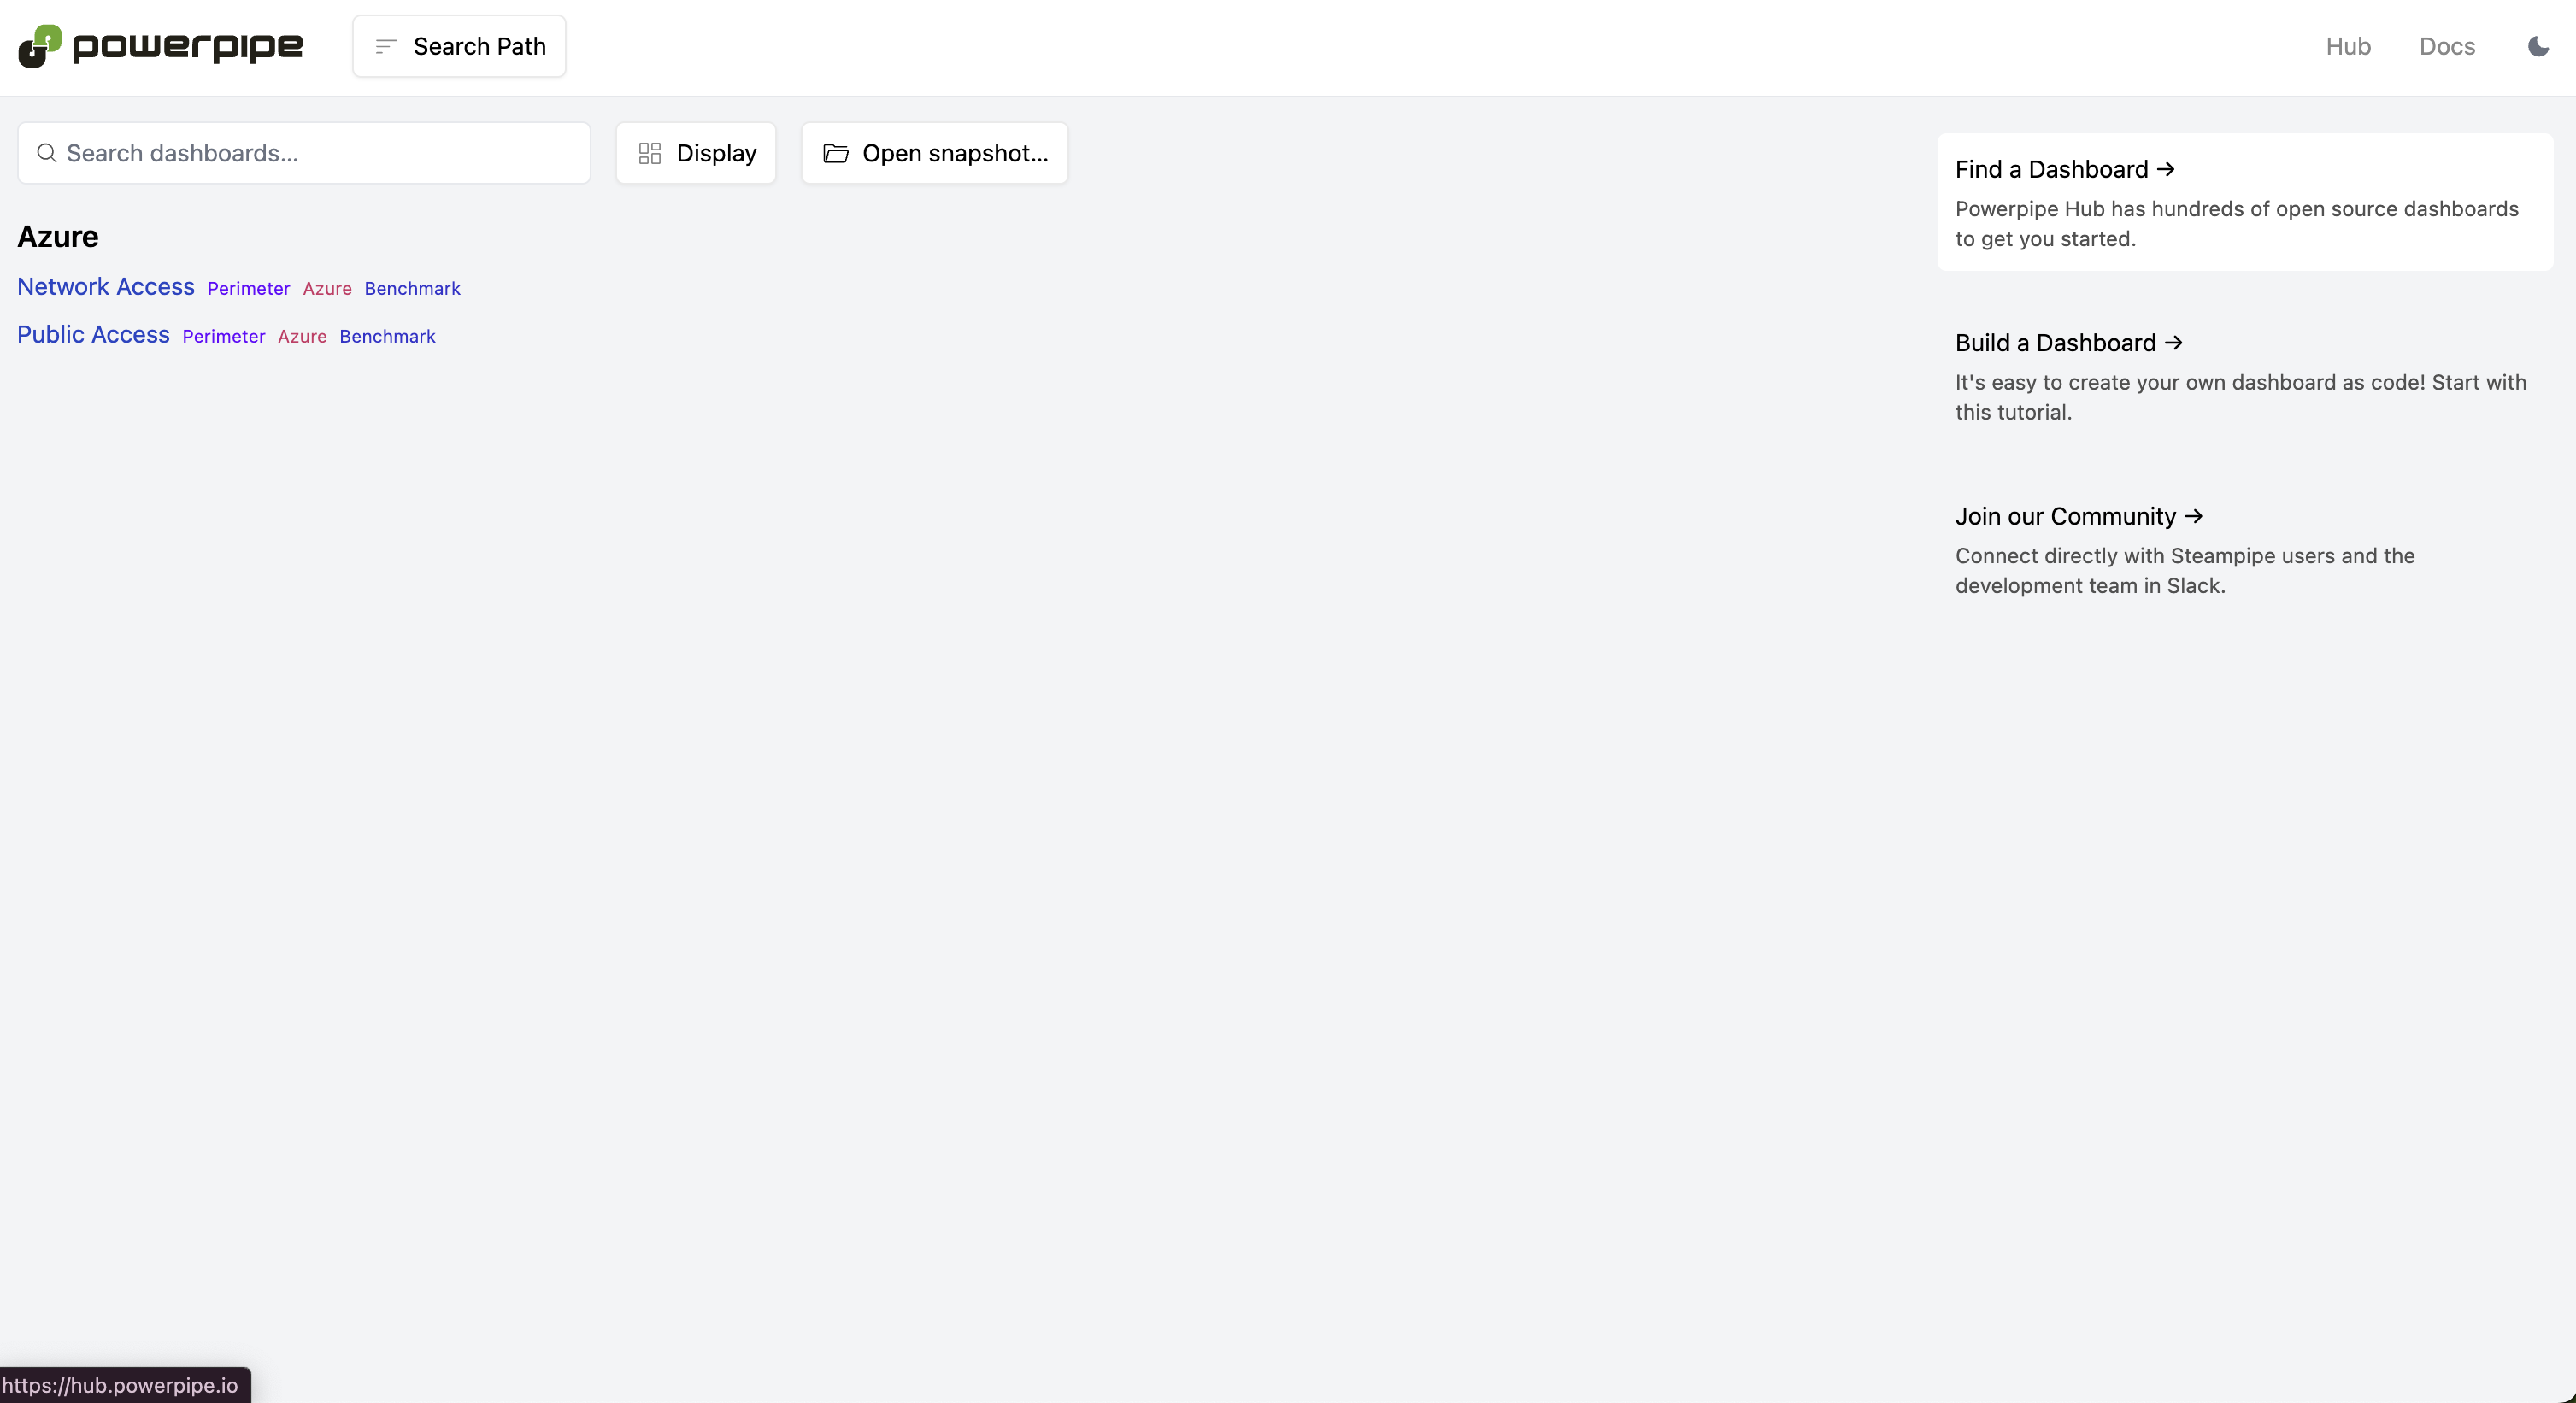 powerpipe
Search Path
Hub
Docs
Search dashboards...
Display
Open snapshot...
Azure
Network Access Perimeter Azure Benchmark
Public Access Perimeter Azure Benchmark
Find a Dashboard →
Powerpipe Hub has hundreds of open source dashboards
to get you started.
Build a Dashboard →
It's easy to create your own dashboard as code! Start with
this tutorial.
Join our Community →
Connect directly with Steampipe users and the
development team in Slack.
https://hub.powerpipe.io